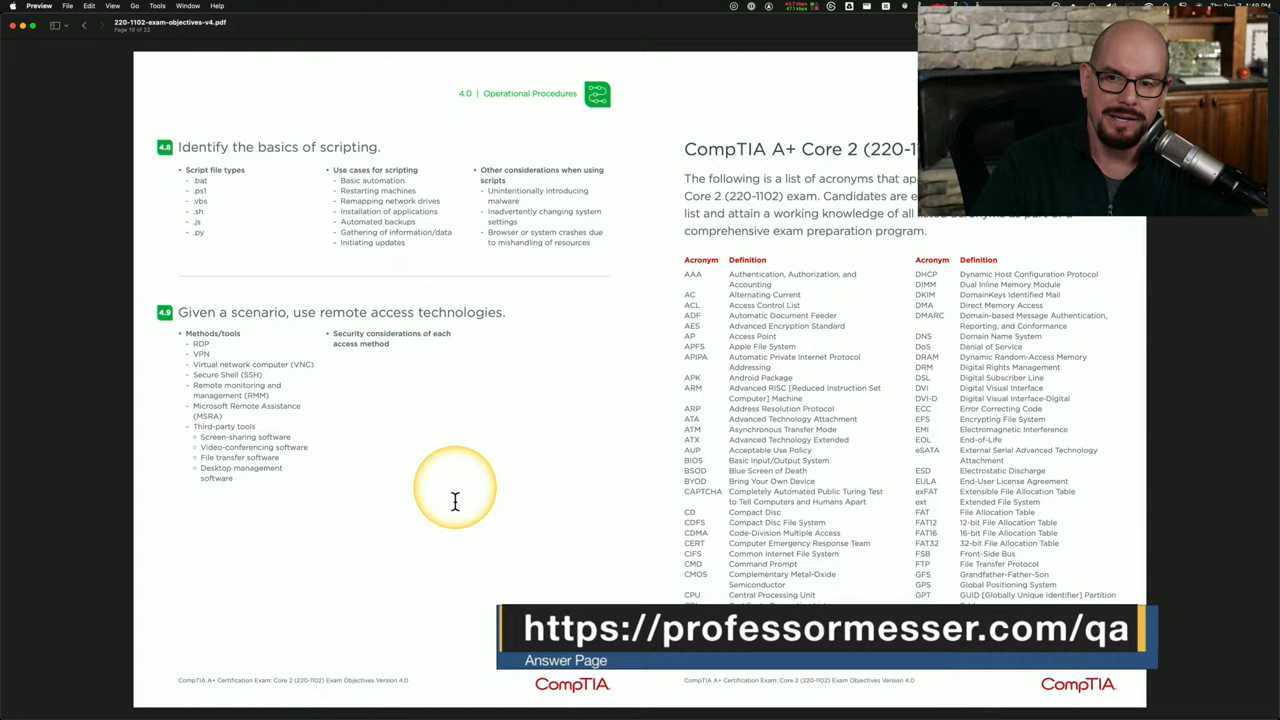 Preview File Edit View Go Tools Window Help
43.7 kbps
47.1 kbps
Thu Dec 7 1:49 PM
220-1102-exam-objectives-v4.pdf
Page 19 of 22
4.0 | Operational Procedures
4.8 Identify the basics of scripting.
• Script file types
- .bat
- .ps1
- .vbs
- .sh
- .js
- .py
• Use cases for scripting
- Basic automation
- Restarting machines
- Remapping network drives
- Installation of applications
- Automated backups
- Gathering of information/data
- Initiating updates
• Other considerations when using
scripts
- Unintentionally introducing
malware
- Inadvertently changing system
settings
- Browser or system crashes due
to mishandling of resources
4.9 Given a scenario, use remote access technologies.
• Methods/tools
- RDP
- VPN
- Virtual network computer (VNC)
- Secure Shell (SSH)
- Remote monitoring and
management (RMM)
- Microsoft Remote Assistance
(MSRA)
- Third-party tools
Screen-sharing software
Video-conferencing software
File transfer software
Desktop management
software
• Security considerations of each
access method
CompTIA A+ Certification Exam: Core 2 (220-1102) Exam Objectives Version 4.0
CompTIA.
CompTIA A+ Core 2 (220-1
The following is a list of acronyms that ap
Core 2 (220-1102) exam. Candidates are e
list and attain a working knowledge of all listed acronyms as part of a
comprehensive exam preparation program.
Acronym Definition
AAA Authentication, Authorization, and
Accounting
AC Alternating Current
ACL Access Control List
ADF Automatic Document Feeder
AES Advanced Encryption Standard
AP Access Point
APFS Apple File System
APIPA Automatic Private Internet Protocol
Addressing
APK Android Package
ARM Advanced RISC [Reduced Instruction Set
Computer] Machine
ARP Address Resolution Protocol
ATA Advanced Technology Attachment
ATM Asynchronous Transfer Mode
ATX Advanced Technology Extended
AUP Acceptable Use Policy
BIOS Basic Input/Output System
BSOD Blue Screen of Death
BYOD Bring Your Own Device
CAPTCHA Completely Automated Public Turing Test
to Tell Computers and Humans Apart
CD Compact Disc
CDFS Compact Disc File System
CDMA Code-Division Multiple Access
CERT Computer Emergency Response Team
CIFS Common Internet File System
CMD Command Prompt
CMOS Complementary Metal-Oxide
Semiconductor
CPU Central Processing Unit
Acronym Definition
DHCP Dynamic Host Configuration Protocol
DIMM Dual Inline Memory Module
DKIM DomainKeys Identified Mail
DMA Direct Memory Access
DMARC Domain-based Message Authentication,
Reporting, and Conformance
DNS Domain Name System
DoS Denial of Service
DRAM Dynamic Random-Access Memory
DRM Digital Rights Management
DSL Digital Subscriber Line
DVI Digital Visual Interface
DVI-D Digital Visual Interface-Digital
ECC Error Correcting Code
EFS Encrypting File System
EMI Electromagnetic Interference
EOL End-of-Life
eSATA External Serial Advanced Technology
Attachment
ESD Electrostatic Discharge
EULA End-User License Agreement
exFAT Extensible File Allocation Table
ext Extended File System
FAT File Allocation Table
FAT12 12-bit File Allocation Table
FAT16 16-bit File Allocation Table
FAT32 32-bit File Allocation Table
FSB Front-Side Bus
FTP File Transfer Protocol
GFS Grandfather-Father-Son
GPS Global Positioning System
GPT GUID [Globally Unique Identifier] Partition
https://professormesser.com/qa
Answer Page
CompTIA A+ Certification Exam: Core 2 (220-1102) Exam Objectives Version 4.0
CompTIA.